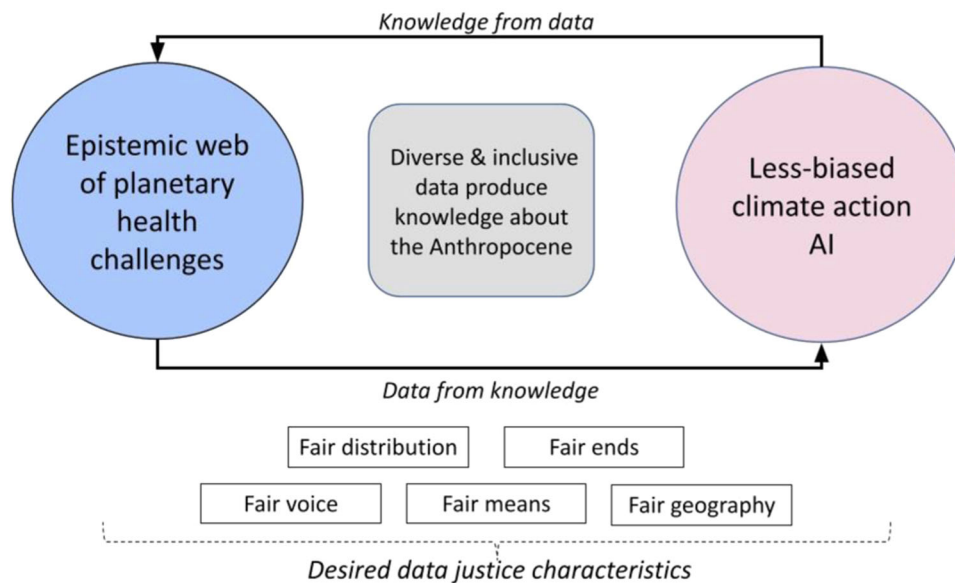 Knowledge from data
Epistemic web
of planetary
health
challenges
Diverse & inclusive
data produce
knowledge about
the Anthropocene
Less-biased
climate action
AI
Data from knowledge
Fair distribution
Fair ends
Fair voice
Fair means
Fair geography
Desired data justice characteristics